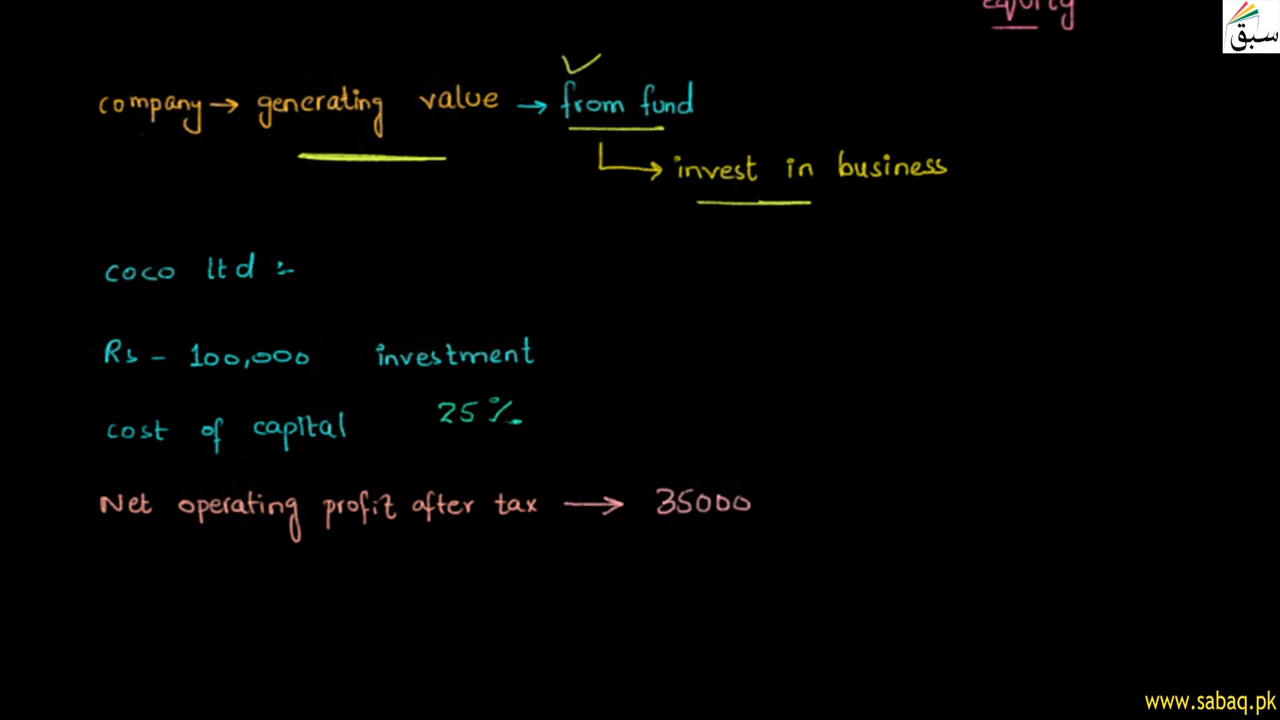 equity
سبق
company → generating value → from fund
→ invest in business
coco ltd :-
Rs - 100,000 investment
cost of capital 25%.
Net operating profit after tax → 35000
www.sabaq.pk